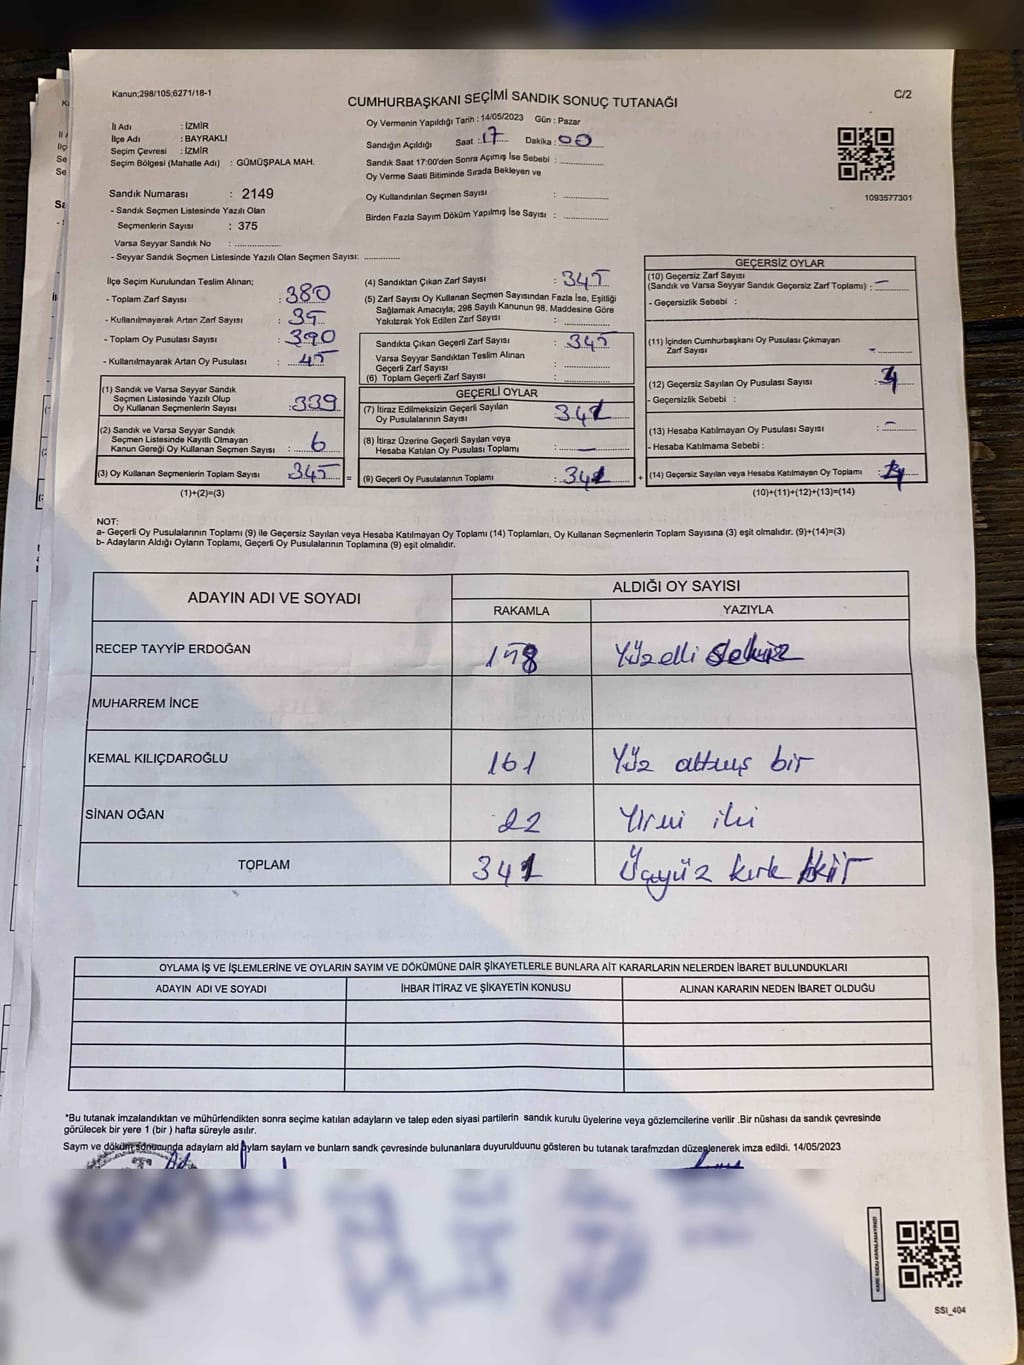 Kanun;298/105;6271/18-1
C/2
CUMHURBAŞKANI SEÇİMİ SANDIK SONUÇ TUTANAĞI
İl Adı : İZMİR
İlçe Adı : BAYRAKLI
Seçim Çevresi : İZMİR
Seçim Bölgesi (Mahalle Adı) : GÜMÜŞPALA MAH.
Sandık Numarası : 2149
- Sandık Seçmen Listesinde Yazılı Olan
Seçmenlerin Sayısı : 375
Varsa Seyyar Sandık No : ..............
- Seyyar Sandık Seçmen Listesinde Yazılı Olan Seçmen Sayısı: ............
Oy Vermenin Yapıldığı Tarih : 14/05/2023 Gün : Pazar
Sandığın Açıldığı Saat : 17 Dakika : 00
Sandık Saat 17:00'den Sonra Açımış İse Sebebi : ..............
Oy Verme Saati Bitiminde Sırada Bekleyen ve
Oy Kullandırılan Seçmen Sayısı : ..............
Birden Fazla Sayım Döküm Yapılmış İse Sayısı : ..............
1093577301
İlçe Seçim Kurulundan Teslim Alınan;
- Toplam Zarf Sayısı : 380
- Kullanılmayarak Artan Zarf Sayısı : 35
- Toplam Oy Pusulası Sayısı : 390
- Kullanılmayarak Artan Oy Pusulası : 45
(1) Sandık ve Varsa Seyyar Sandık
Seçmen Listesinde Yazılı Olup
Oy Kullanan Seçmenlerin Sayısı : 339
(2) Sandık ve Varsa Seyyar Sandık
Seçmen Listesinde Kayıtlı Olmayan
Kanun Gereği Oy Kullanan Seçmen Sayısı : 6
(3) Oy Kullanan Seçmenlerin Toplam Sayısı : 345
(1)+(2)=(3)
(4) Sandıktan Çıkan Zarf Sayısı : 345
(5) Zarf Sayısı Oy Kullanan Seçmen Sayısından Fazla İse, Eşitliği
Sağlamak Amacıyla; 298 Sayılı Kanunun 98. Maddesine Göre
Yakılarak Yok Edilen Zarf Sayısı : ..............
Sandıkta Çıkan Geçerli Zarf Sayısı : 345
Varsa Seyyar Sandıktan Teslim Alınan
Geçerli Zarf Sayısı : ..............
(6) Toplam Geçerli Zarf Sayısı : ..............
GEÇERLİ OYLAR
(7) İtiraz Edilmeksizin Geçerli Sayılan
Oy Pusulalarının Sayısı : 341
(8) İtiraz Üzerine Geçerli Sayılan veya
Hesaba Katılan Oy Pusulası Toplamı : -
= (9) Geçerli Oy Pusulalarının Toplamı : 341 +
GEÇERSİZ OYLAR
(10) Geçersiz Zarf Sayısı
(Sandık ve Varsa Seyyar Sandık Geçersiz Zarf Toplamı) : -
- Geçersizlik Sebebi :
(11) İçinden Cumhurbaşkanı Oy Pusulası Çıkmayan
Zarf Sayısı : -
(12) Geçersiz Sayılan Oy Pusulası Sayısı : 4
- Geçersizlik Sebebi :
(13) Hesaba Katılmayan Oy Pusulası Sayısı : -
- Hesaba Katılmama Sebebi :
(14) Geçersiz Sayılan veya Hesaba Katılmayan Oy Toplamı : 4
(10)+(11)+(12)+(13)=(14)
NOT:
a- Geçerli Oy Pusulalarının Toplamı (9) ile Geçersiz Sayılan veya Hesaba Katılmayan Oy Toplamı (14) Toplamları, Oy Kullanan Seçmenlerin Toplam Sayısına (3) eşit olmalıdır. (9)+(14)=(3)
b- Adayların Aldığı Oyların Toplamı, Geçerli Oy Pusulalarının Toplamına (9) eşit olmalıdır.
ADAYIN ADI VE SOYADI
ALDIĞI OY SAYISI
RAKAMLA YAZIYLA
RECEP TAYYİP ERDOĞAN 158 Yüzelli sekiz
MUHARREM İNCE
KEMAL KILIÇDAROĞLU 161 Yüz altmış bir
SİNAN OĞAN 22 Yirmi iki
TOPLAM 341 Üçyüz kırk bir
OYLAMA İŞ VE İŞLEMLERİNE VE OYLARIN SAYIM VE DÖKÜMÜNE DAİR ŞİKAYETLERLE BUNLARA AİT KARARLARIN NELERDEN İBARET BULUNDUKLARI
ADAYIN ADI VE SOYADI İHBAR İTİRAZ VE ŞİKAYETİN KONUSU ALINAN KARARIN NEDEN İBARET OLDUĞU
*Bu tutanak imzalandıktan ve mühürlendikten sonra seçime katılan adayların ve talep eden siyasi partilerin sandık kurulu üyelerine veya gözlemcilerine verilir .Bir nüshası da sandık çevresinde
görülecek bir yere 1 (bir ) hafta süreyle asılır.
Sayım ve döküm sonucunda adayların ald oyların sayları ve bunların sandk çevresinde bulunanlara duyurulduunu gösteren bu tutanak tarafmzdan düzenlenerek imza edildi. 14/05/2023
KARE KODU KARALAMAYINIZ!
SSI_404